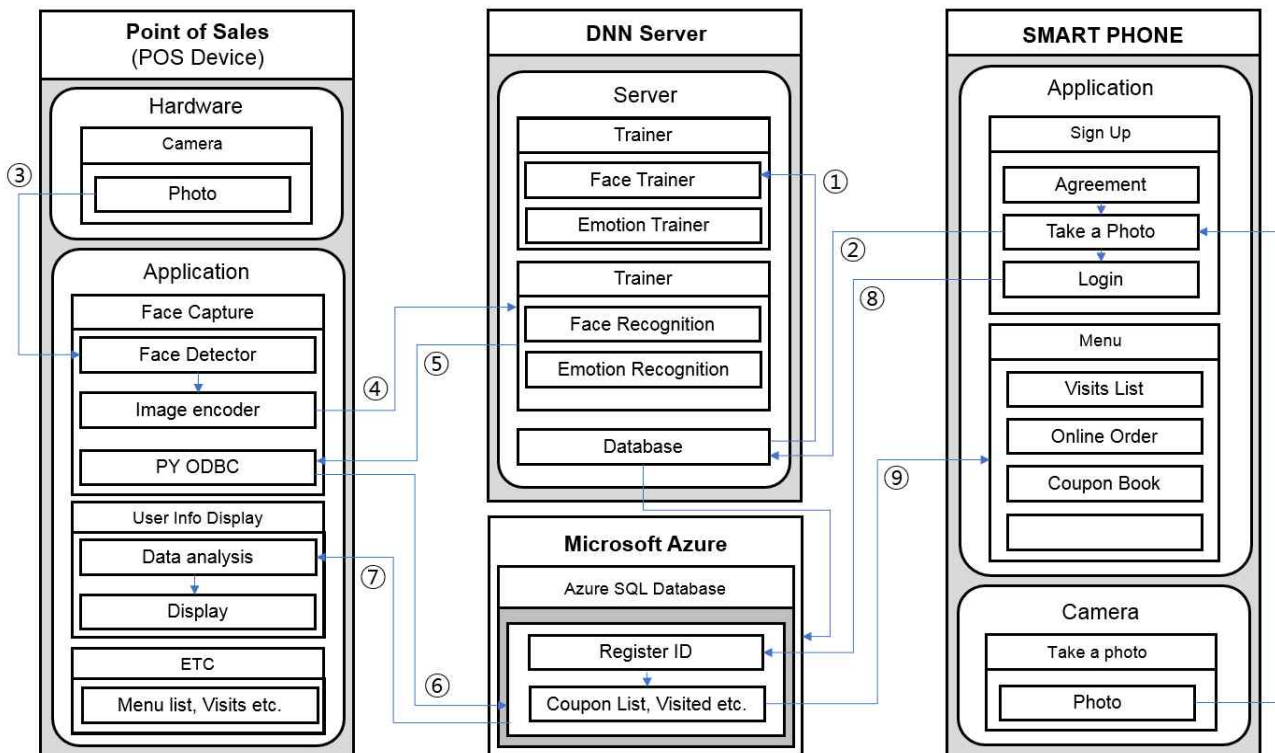 Point of Sales
(POS Device)
Hardware
Camera
Photo
③
Application
Face Capture
Face Detector
Image encoder
④
PY ODBC
⑤
User Info Display
Data analysis
Display
⑦
ETC
Menu list, Visits etc.
⑥
DNN Server
Server
Trainer
Face Trainer
Emotion Trainer
①
②
Trainer
Face Recognition
Emotion Recognition
⑧
Database
⑨
Microsoft Azure
Azure SQL Database
Register ID
Coupon List, Visited etc.
SMART PHONE
Application
Sign Up
Agreement
Take a Photo
Login
Menu
Visits List
Online Order
Coupon Book
Camera
Take a photo
Photo